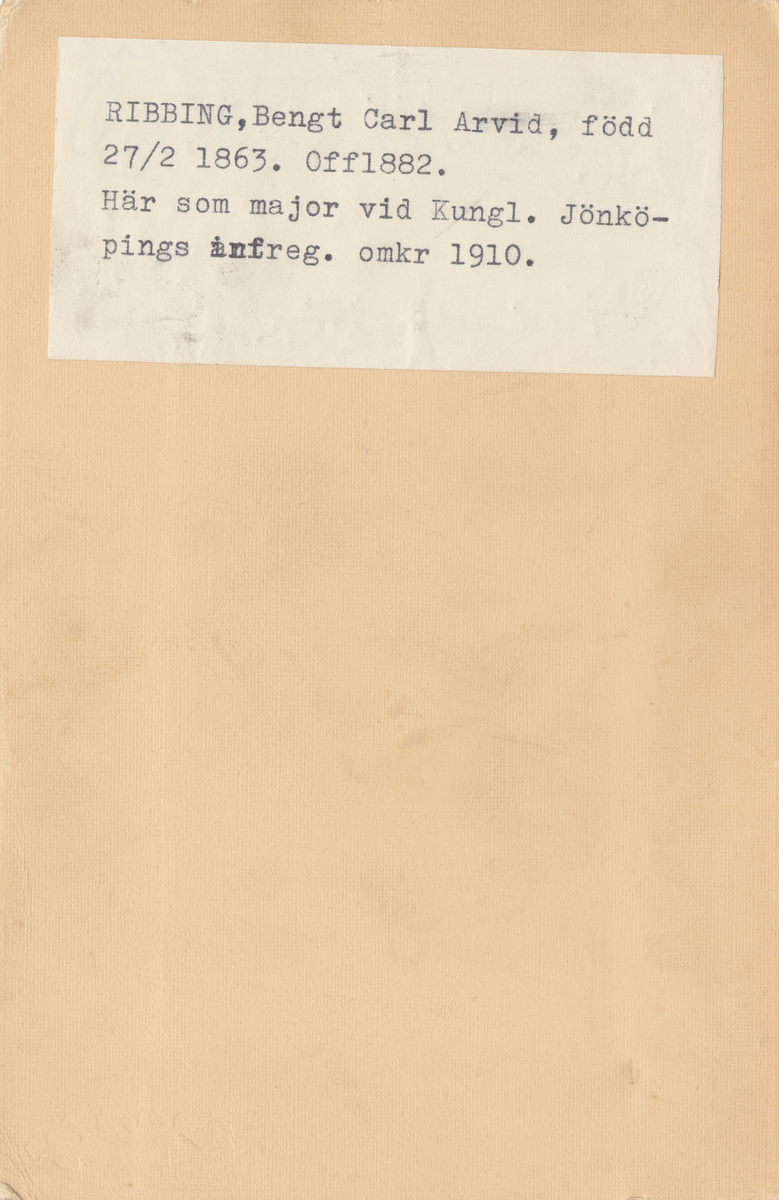 RIBBING,Bengt Carl Arvid, född
27/2 1863. Off1882.
Här som major vid Kungl. Jönkö-
pings infreg. omkr 1910.